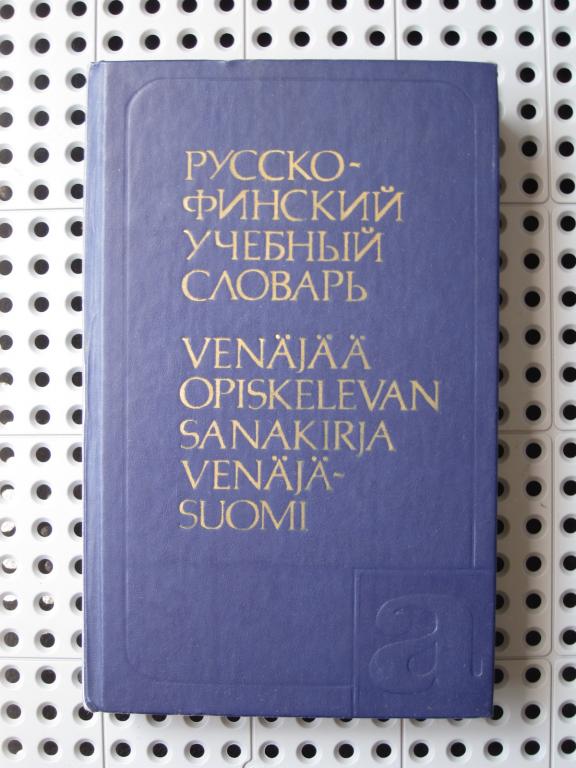 РУССКО-
ФИНСКИЙ
УЧЕБНЫЙ
СЛОВАРЬ
VENÄJÄÄ
OPISKELEVAN
SANAKIRJA
VENÄJÄ-
SUOMI
a